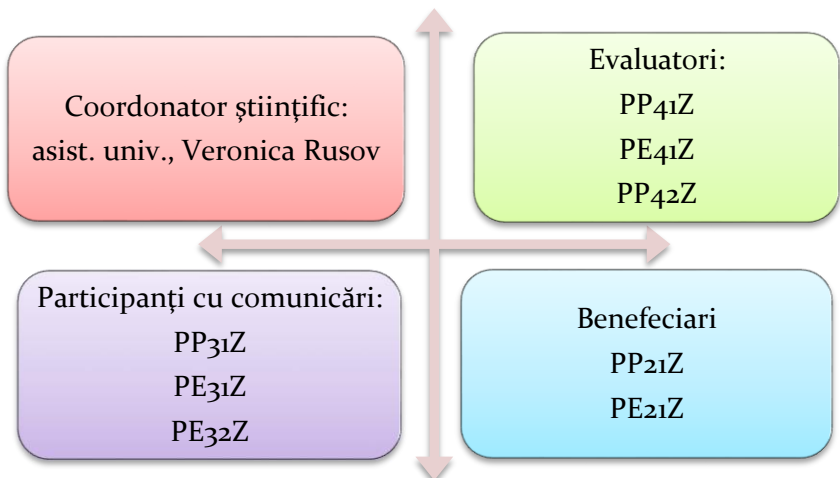 Coordonator științific:
asist. univ., Veronica Rusov
Evaluatori:
PP41Z
PE41Z
PP42Z
Participanți cu comunicări:
PP31Z
PE31Z
PE32Z
Benefeciari
PP21Z
PE21Z